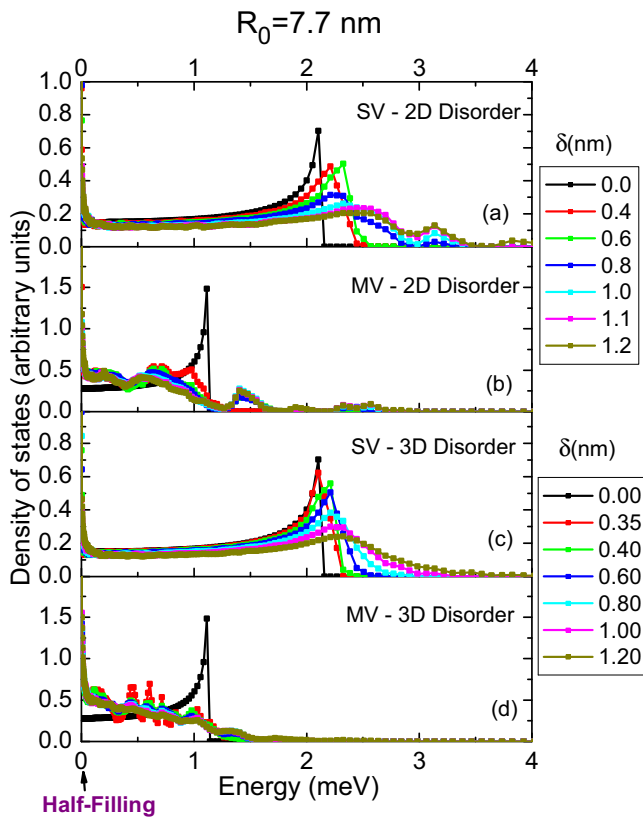 R₀=7.7 nm
0 1 2 3 4
Density of states (arbitrary units)
1.0
0.8
0.6
0.4
0.2
0.0
SV - 2D Disorder
(a)
1.5
1.0
0.5
0.0
MV - 2D Disorder
(b)
0.8
0.6
0.4
0.2
0.0
SV - 3D Disorder
(c)
1.5
1.0
0.5
0.0
MV - 3D Disorder
(d)
0 1 2 3 4
Energy (meV)
Half-Filling
δ(nm)
0.0
0.4
0.6
0.8
1.0
1.1
1.2
δ(nm)
0.00
0.35
0.40
0.60
0.80
1.00
1.20